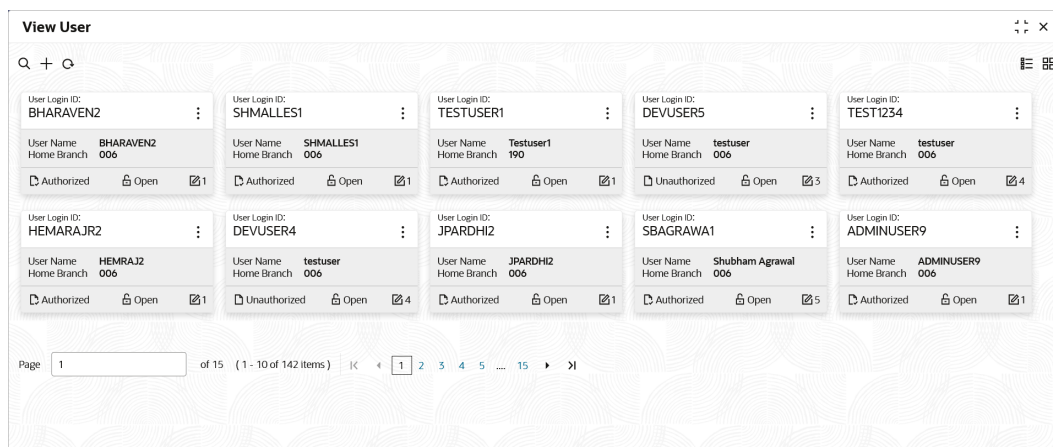 View User
User Login ID:
BHARAVEN2
User Name BHARAVEN2
Home Branch 006
Authorized Open 1
User Login ID:
SHMALLES1
User Name SHMALLES1
Home Branch 006
Authorized Open 1
User Login ID:
TESTUSER1
User Name Testuser1
Home Branch 190
Authorized Open 1
User Login ID:
DEVUSER5
User Name testuser
Home Branch 006
Unauthorized Open 3
User Login ID:
TEST1234
User Name testuser
Home Branch 006
Authorized Open 4
User Login ID:
HEMARAJR2
User Name HEMRAJ2
Home Branch 006
Authorized Open 1
User Login ID:
DEVUSER4
User Name testuser
Home Branch 006
Unauthorized Open 4
User Login ID:
JPARDHI2
User Name JPARDHI2
Home Branch 006
Authorized Open 1
User Login ID:
SBAGRAWA1
User Name Shubham Agrawal
Home Branch 006
Authorized Open 5
User Login ID:
ADMINUSER9
User Name ADMINUSER9
Home Branch 006
Authorized Open 1
Page 1 of 15 ( 1 - 10 of 142 items ) 1 2 3 4 5 .... 15